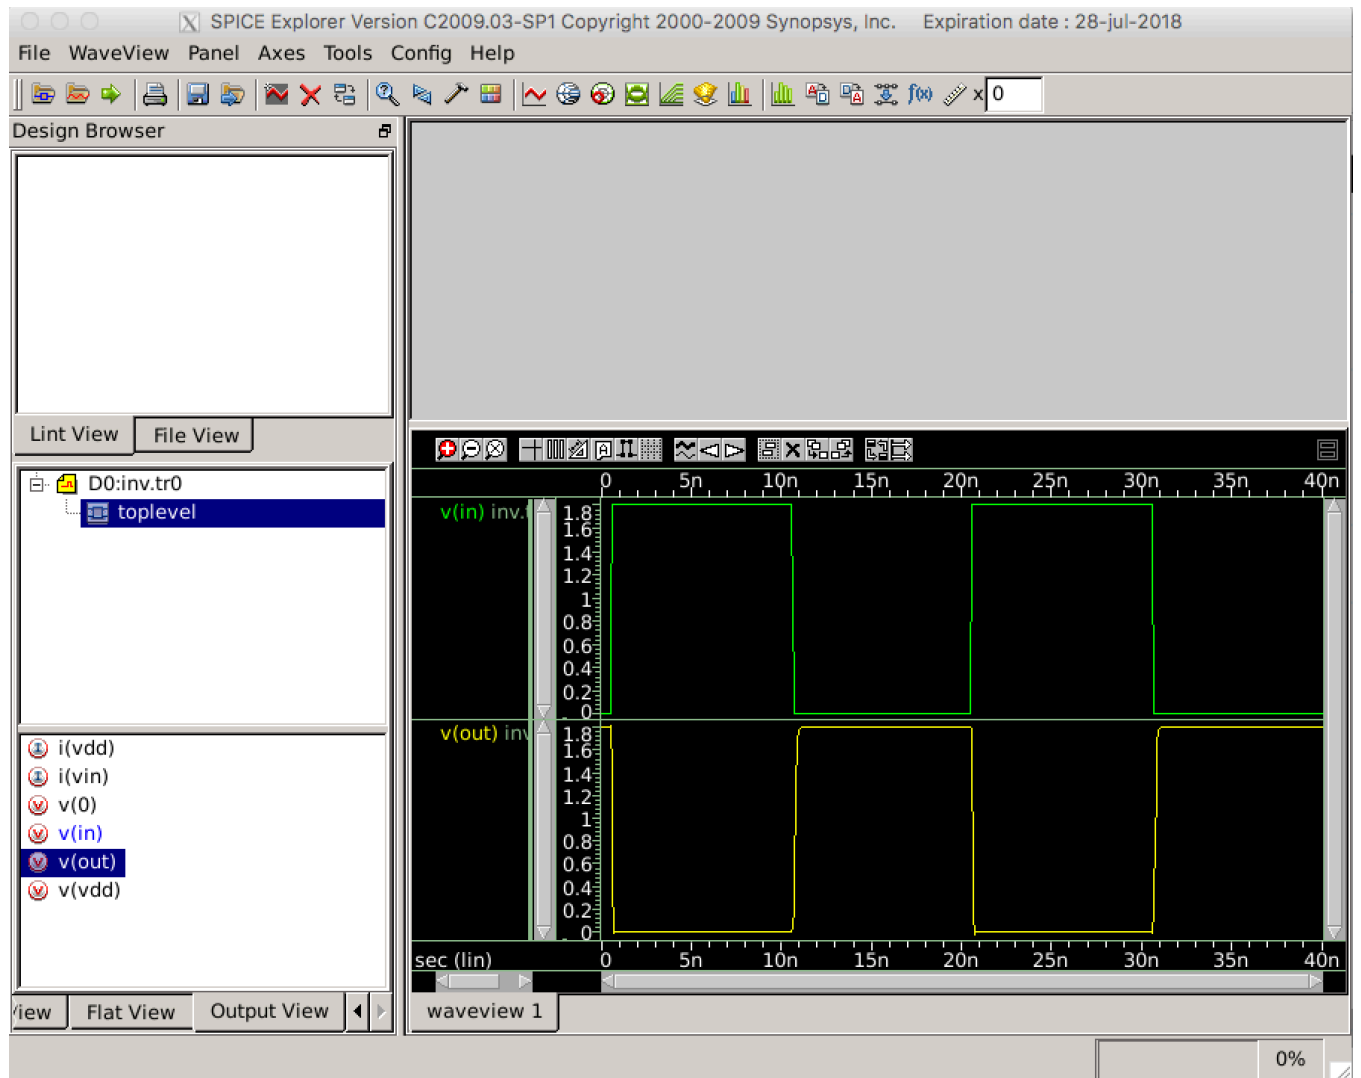 SPICE Explorer Version C2009.03-SP1 Copyright 2000-2009 Synopsys, Inc. Expiration date : 28-jul-2018
File WaveView Panel Axes Tools Config Help
f(x) x 0
Design Browser
Lint View File View
D0:inv.tr0
toplevel
i(vdd)
i(vin)
v(0)
v(in)
v(out)
v(vdd)
Flat View Output View
0 5n 10n 15n 20n 25n 30n 35n 40n
v(in) inv.
1.8
1.6
1.4
1.2
1
0.8
0.6
0.4
0.2
0
v(out) inv
1.8
1.6
1.4
1.2
1
0.8
0.6
0.4
0.2
0
sec (lin) 0 5n 10n 15n 20n 25n 30n 35n 40n
waveview 1
0%